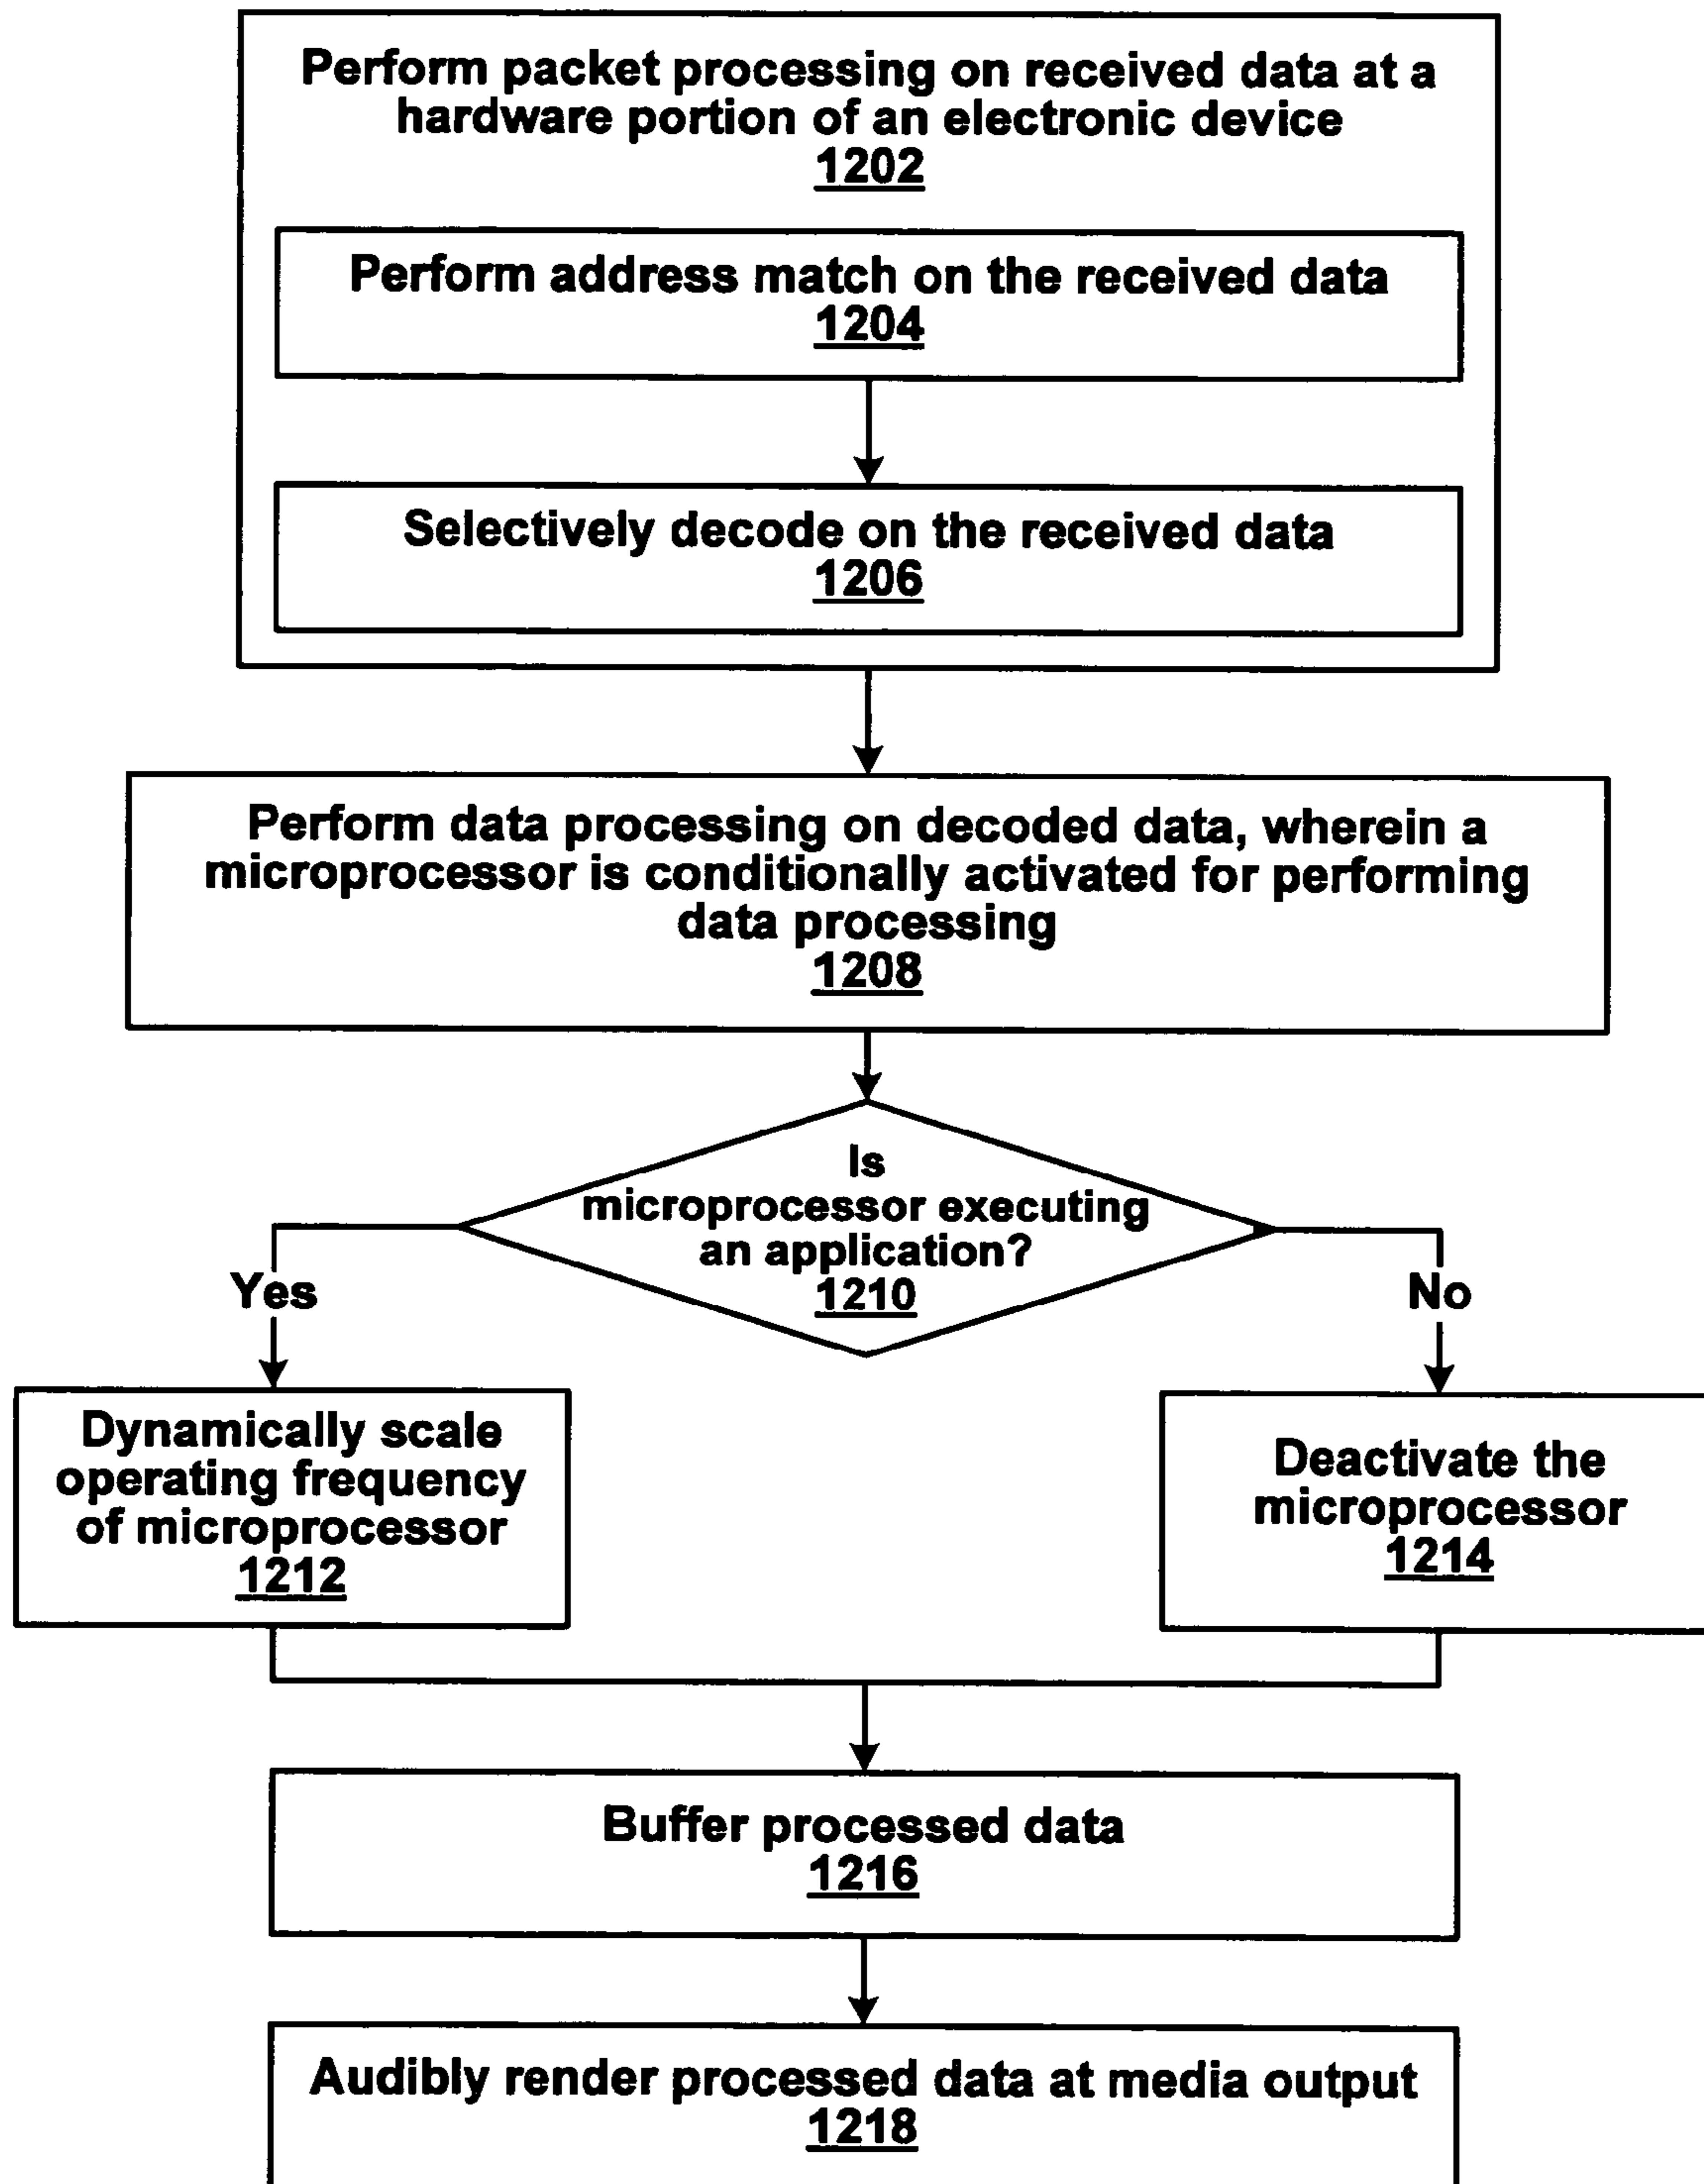 Perform packet processing on received data at a
hardware portion of an electronic device
1202
Perform address match on the received data
1204
Selectively decode on the received data
1206
Perform data processing on decoded data, wherein a
microprocessor is conditionally activated for performing
data processing
1208
Is
microprocessor executing
an application?
1210
Yes
No
Dynamically scale
operating frequency
of microprocessor
1212
Deactivate the
microprocessor
1214
Buffer processed data
1216
Audibly render processed data at media output
1218